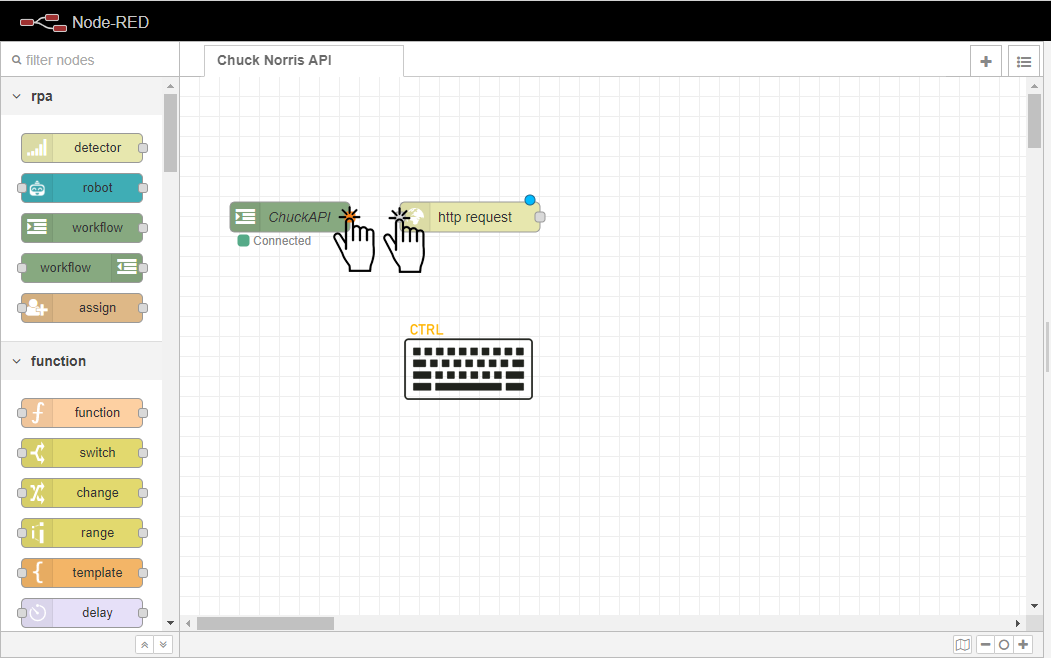 Node-RED
filter nodes
Chuck Norris API
rpa
detector
robot
workflow
workflow
assign
function
function
switch
change
range
template
delay
ChuckAPI
Connected
http request
CTRL